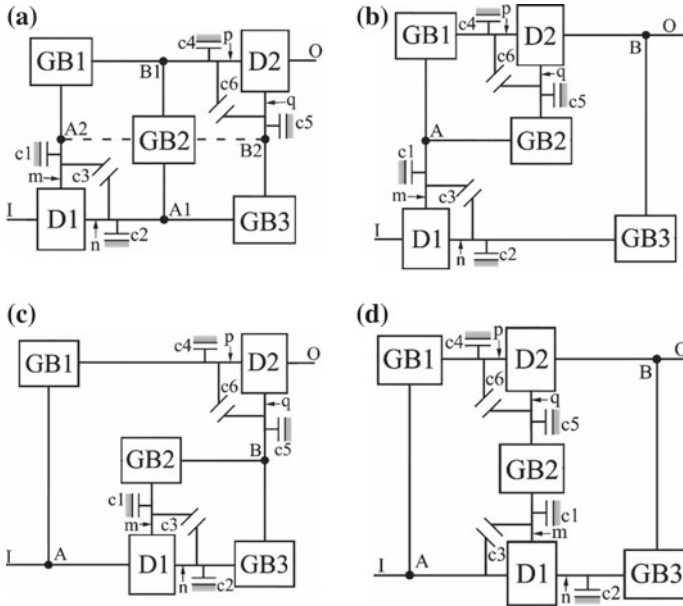 (a)
c4 p
GB1 B1 D2 O
c6
q
A2 GB2 c5
B2
c1
m c3
I D1 A1 GB3
n c2
(b)
c4 p
GB1 D2 B O
c6
q
c5
A GB2
c1
c3
m
I D1 GB3
n c2
(c)
c4 p
GB1 D2 O
c6
q
c5
GB2 B
c1
m c3
I A D1 GB3
n c2
(d)
c4 p
GB1 D2 B O
c6
q
c5
GB2
c1
c3 m
I A D1 GB3
n c2